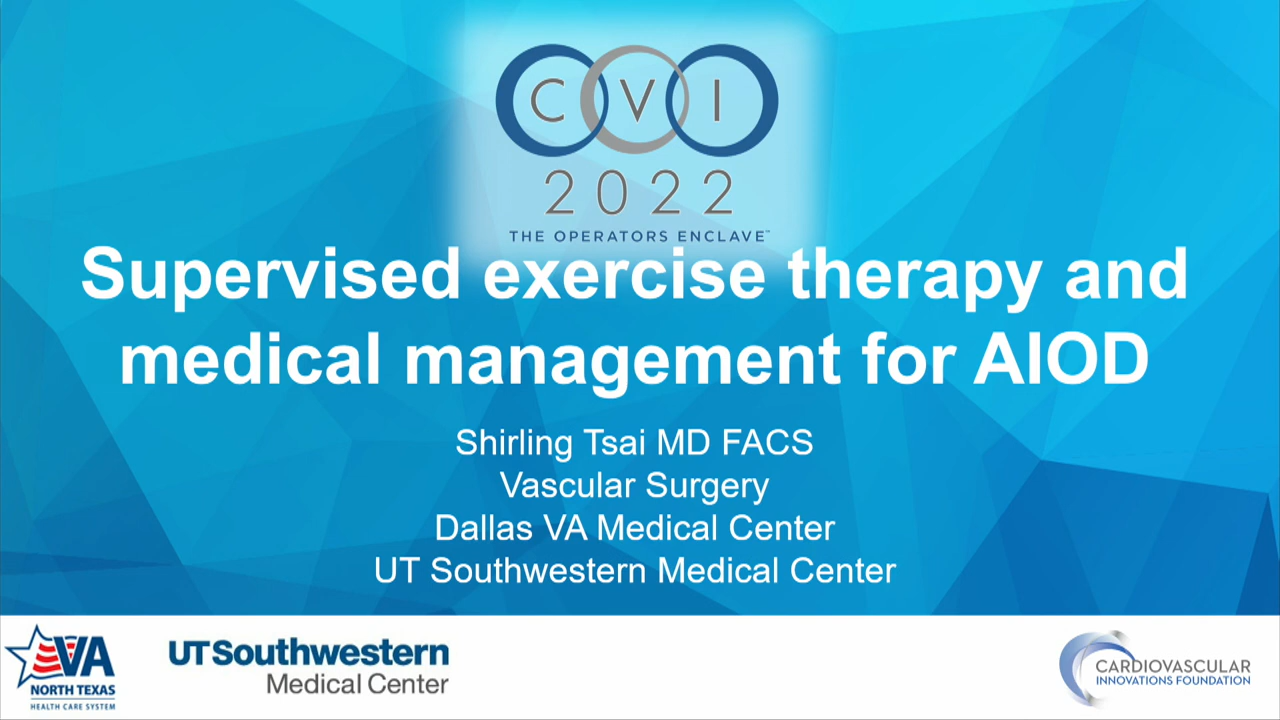 CVI
2022
THE OPERATORS ENCLAVE™
Supervised exercise therapy and
medical management for AIOD
Shirling Tsai MD FACS
Vascular Surgery
Dallas VA Medical Center
UT Southwestern Medical Center
VA
NORTH TEXAS
HEALTH CARE SYSTEM
UTSouthwestern
Medical Center
CARDIOVASCULAR
INNOVATIONS FOUNDATION